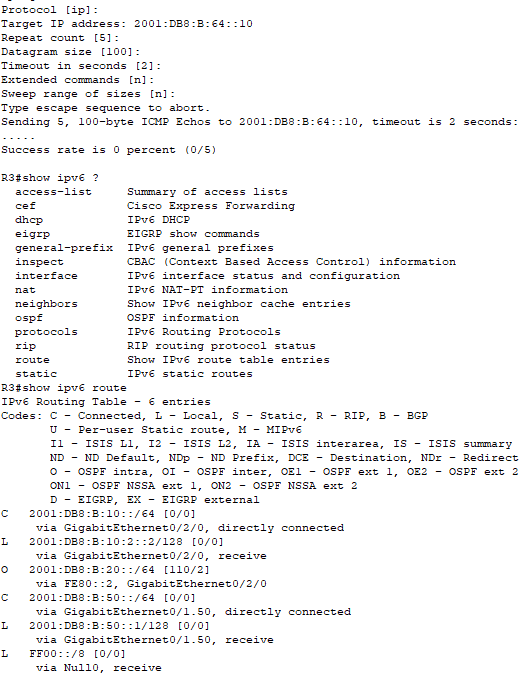 Protocol [ip]:
Target IP address: 2001:DB8:B:64::10
Repeat count [5]:
Datagram size [100]:
Timeout in seconds [2]:
Extended commands [n]:
Sweep range of sizes [n]:
Type escape sequence to abort.
Sending 5, 100-byte ICMP Echos to 2001:DB8:B:64::10, timeout is 2 seconds:
.....
Success rate is 0 percent (0/5)

R3#show ipv6 ?
  access-list     Summary of access lists
  cef             Cisco Express Forwarding
  dhcp            IPv6 DHCP
  eigrp           EIGRP show commands
  general-prefix  IPv6 general prefixes
  inspect         CBAC (Context Based Access Control) information
  interface       IPv6 interface status and configuration
  nat             IPv6 NAT-PT information
  neighbors       Show IPv6 neighbor cache entries
  ospf            OSPF information
  protocols       IPv6 Routing Protocols
  rip             RIP routing protocol status
  route           Show IPv6 route table entries
  static          IPv6 static routes
R3#show ipv6 route
IPv6 Routing Table - 6 entries
Codes: C - Connected, L - Local, S - Static, R - RIP, B - BGP
       U - Per-user Static route, M - MIPv6
       I1 - ISIS L1, I2 - ISIS L2, IA - ISIS interarea, IS - ISIS summary
       ND - ND Default, NDp - ND Prefix, DCE - Destination, NDr - Redirect
       O - OSPF intra, OI - OSPF inter, OE1 - OSPF ext 1, OE2 - OSPF ext 2
       ON1 - OSPF NSSA ext 1, ON2 - OSPF NSSA ext 2
       D - EIGRP, EX - EIGRP external
C   2001:DB8:B:10::/64 [0/0]
     via GigabitEthernet0/2/0, directly connected
L   2001:DB8:B:10:2::2/128 [0/0]
     via GigabitEthernet0/2/0, receive
O   2001:DB8:B:20::/64 [110/2]
     via FE80::2, GigabitEthernet0/2/0
C   2001:DB8:B:50::/64 [0/0]
     via GigabitEthernet0/1.50, directly connected
L   2001:DB8:B:50::1/128 [0/0]
     via GigabitEthernet0/1.50, receive
L   FF00::/8 [0/0]
     via Null0, receive